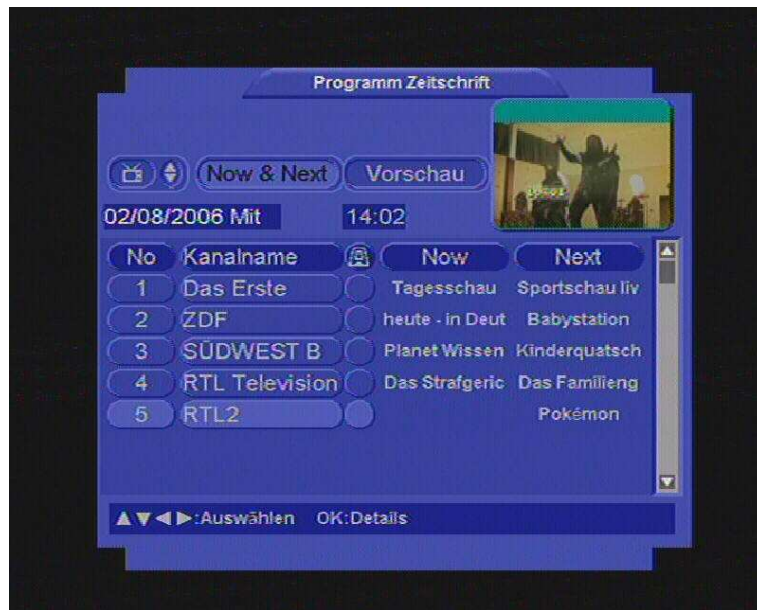 Programm Zeitschrift
Now & Next Vorschau
02/08/2006 Mit 14:02
No Kanalname Now Next
1 Das Erste Tagesschau Sportschau liv
2 ZDF heute - in Deut Babystation
3 SÜDWEST B Planet Wissen Kinderquatsch
4 RTL Television Das Strafgeric Das Familieng
5 RTL2 Pokémon
:Auswählen OK:Details